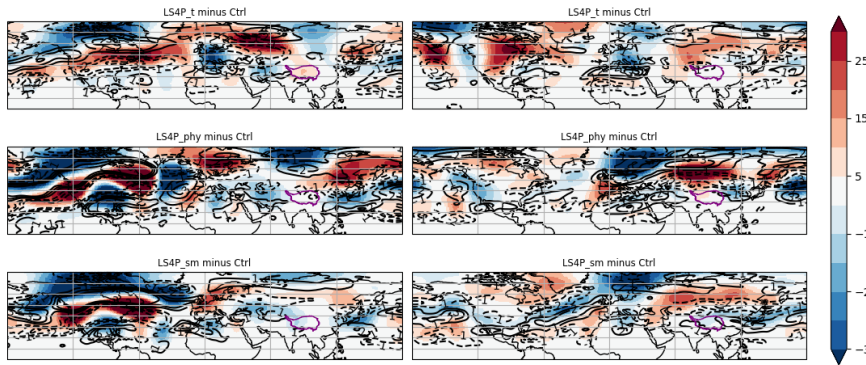 LS4P_t minus Ctrl
LS4P_t minus Ctrl
LS4P_phy minus Ctrl
LS4P_phy minus Ctrl
LS4P_sm minus Ctrl
LS4P_sm minus Ctrl
25
15
5